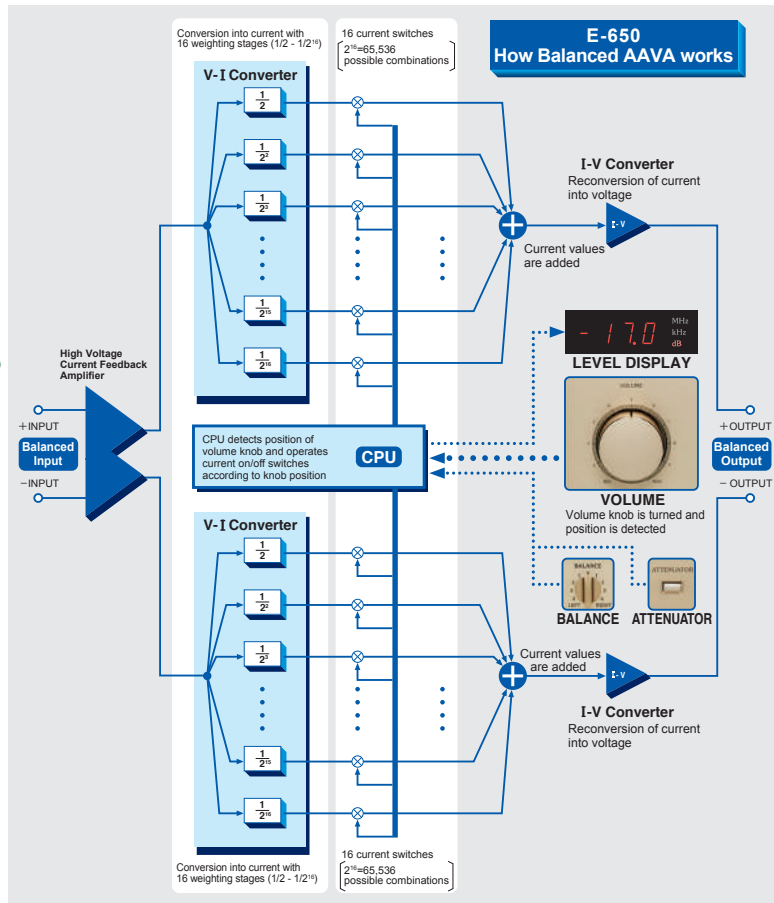 Conversion into current with
16 weighting stages (1/2 - 1/2¹⁶)
16 current switches
2¹⁶=65,536
possible combinations
E-650
How Balanced AAVA works
V-I Converter
1/2
1/2²
1/2³
1/2¹⁵
1/2¹⁶
I-V Converter
Reconversion of current
into voltage
I-V
Current values
are added
High Voltage
Current Feedback
Amplifier
- 17.0
MHz
kHz
dB
LEVEL DISPLAY
+INPUT
Balanced
Input
−INPUT
CPU detects position of
volume knob and operates
current on/off switches
according to knob position
CPU
VOLUME
VOLUME
Volume knob is turned and
position is detected
+OUTPUT
Balanced
Output
− OUTPUT
V-I Converter
1/2
1/2²
1/2³
1/2¹⁵
1/2¹⁶
BALANCE
LEFT
RIGHT
BALANCE
ATTENUATOR
ATTENUATOR
Current values
are added
I-V
I-V Converter
Reconversion of current
into voltage
Conversion into current with
16 weighting stages (1/2 - 1/2¹⁶)
16 current switches
2¹⁶=65,536
possible combinations